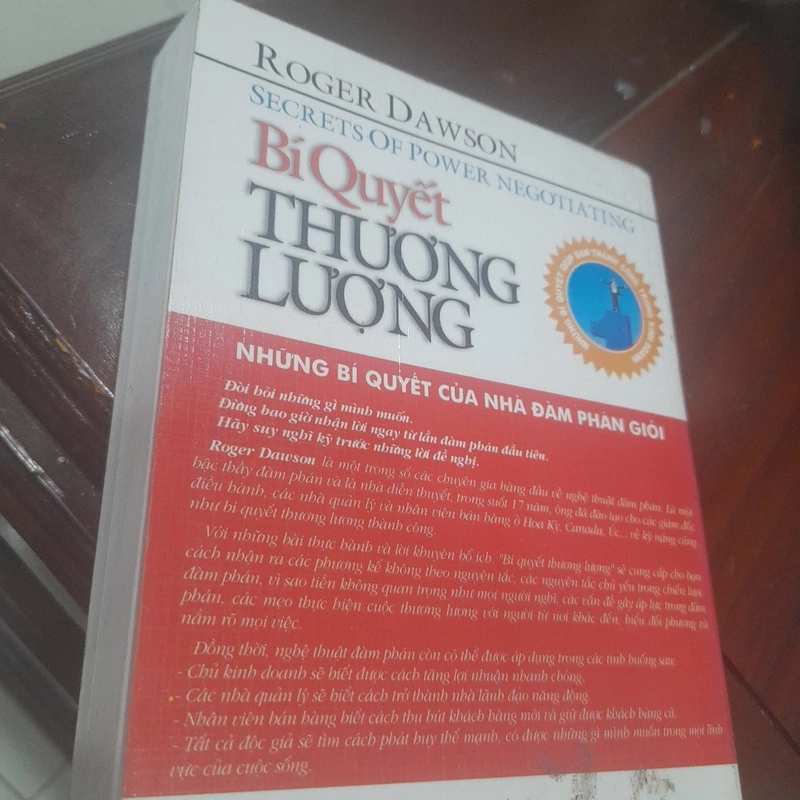 ROGER DAWSON
SECRETS OF POWER NEGOTIATING
Bí Quyết
THƯƠNG
LƯỢNG
NHỮNG BÍ QUYẾT GIÚP BẠN THÀNH CÔNG TRONG
NHỮNG BÍ QUYẾT CỦA NHÀ ĐÀM PHÁN GIỎI
Đòi hỏi những gì mình muốn.
Đừng bao giờ nhận lời ngay từ lần đàm phán đầu tiên.
Hãy suy nghĩ kỹ trước những lời đề nghị.
Roger Dawson là một trong số các chuyên gia hàng đầu về nghệ thuật đàm phán. Là một
bậc thầy đàm phán và là nhà diễn thuyết, trong suốt 17 năm, ông đã đào tạo cho các giám đốc
điều hành, các nhà quản lý và nhân viên bán hàng ở Hoa Kỳ, Canada, Úc... về kỹ năng cũng
như bí quyết thương lượng thành công.
Với những bài thực hành và lời khuyên bổ ích, "Bí quyết thương lượng" sẽ cung cấp cho bạn
cách nhận ra các phương kế không theo nguyên tắc, các nguyên tắc chủ yếu trong chiến lược
đàm phán, vì sao tiền không quan trọng như mọi người nghĩ, các vấn đề gây áp lực trong đàm
phán, các mẹo thực hiện cuộc thương lượng với người từ nơi khác đến, biểu đối phương và
nắm rõ mọi việc.
Đồng thời, nghệ thuật đàm phán còn có thể được áp dụng trong các tình huống sau:
- Chủ kinh doanh sẽ biết được cách tăng lợi nhuận nhanh chóng.
- Các nhà quản lý sẽ biết cách trở thành nhà lãnh đạo năng động.
- Nhân viên bán hàng biết cách thu hút khách hàng mới và giữ được khách hàng cũ.
- Tất cả độc giả sẽ tìm cách phát huy thế mạnh, có được những gì mình muốn trong mọi lĩnh
vực của cuộc sống.